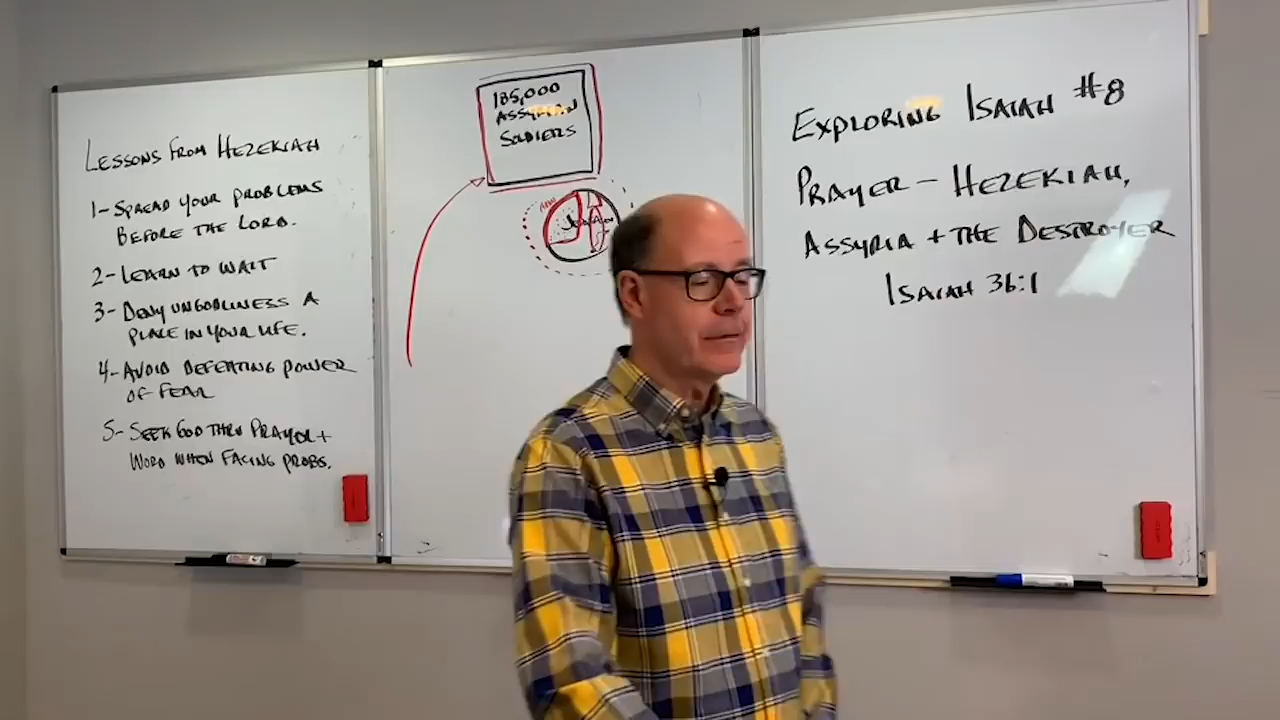 LESSONS FROM HEZEKIAH
1- SPREAD YOUR PROBLEMS
BEFORE THE LORD.
2- LEARN TO WAIT
3- DENY UNGODLINESS A
PLACE IN YOUR LIFE.
4- AVOID DEFEATING POWER
OF FEAR
5- SEEK GOD THRU PRAYER +
WORD WHEN FACING PROBS.
185,000
ASSYRIAN
SOLDIERS
EXPLORING ISAIAH #8
PRAYER - HEZEKIAH,
ASSYRIA + THE DESTROYER
ISAIAH 36:1